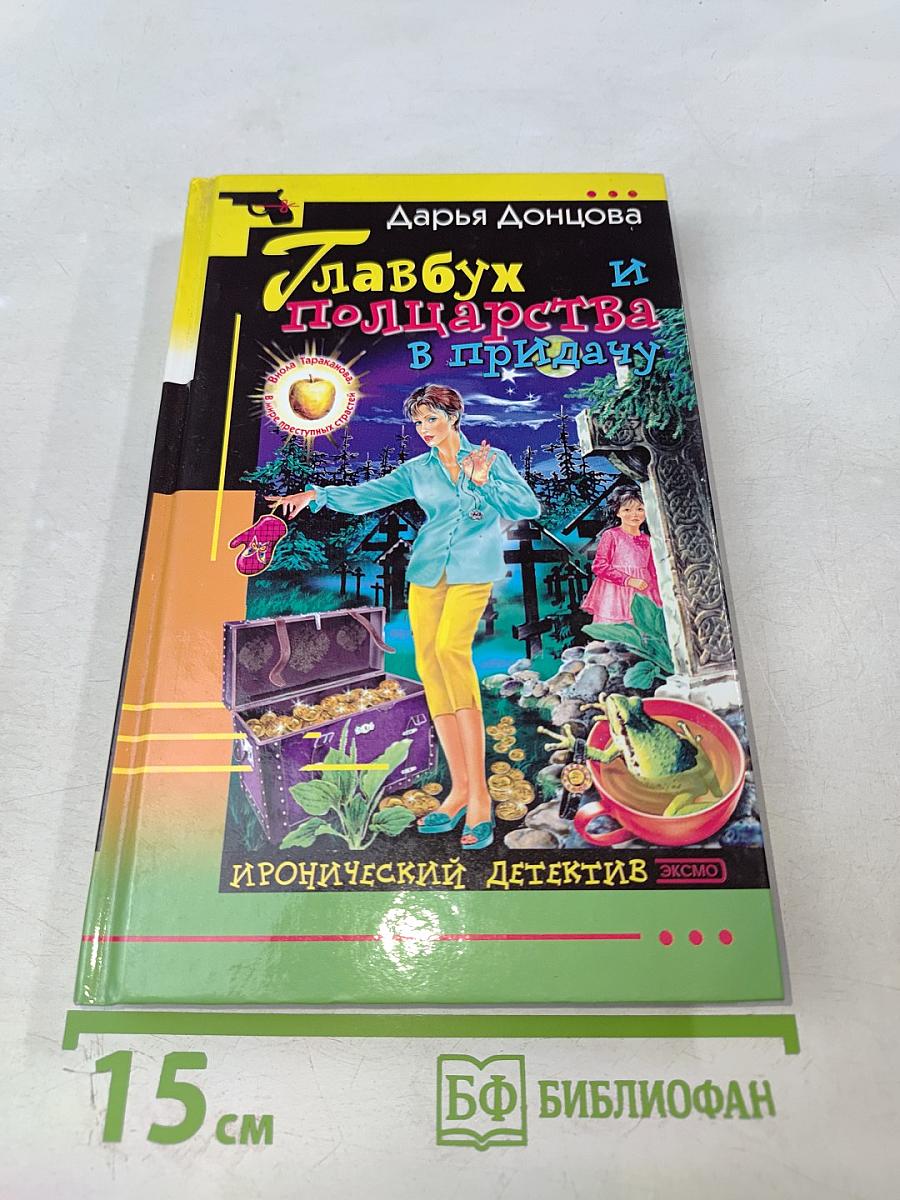 Дарья Донцова
Главбух и
полцарства
в придачу
Виола Тараканова.
В мире преступных страстей
ИРОНИЧЕСКИЙ ДЕТЕКТИВ ЭКСМО
15 см
БФ БИБЛИОФАН